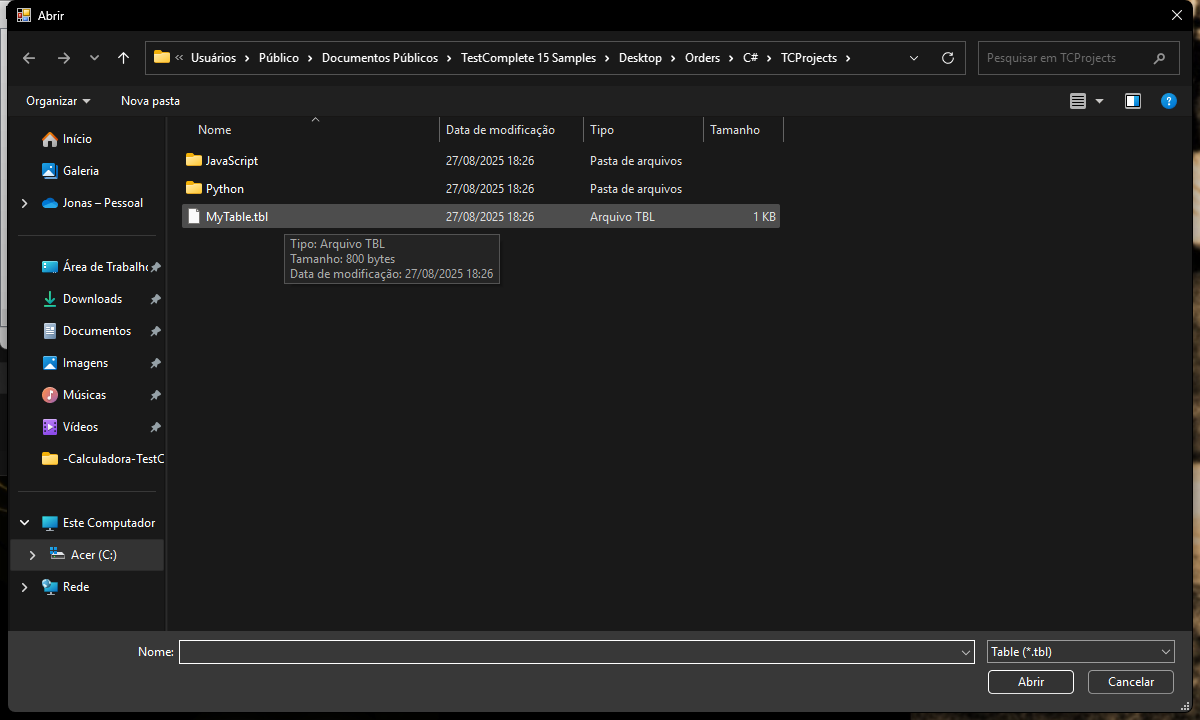 Abrir
« Usuários > Público > Documentos Públicos > TestComplete 15 Samples > Desktop > Orders > C# > TCProjects >
Pesquisar em TCProjects
Organizar
Nova pasta
Início
Galeria
Jonas – Pessoal
Área de Trabalho
Downloads
Documentos
Imagens
Músicas
Vídeos
-Calculadora-TestC
Este Computador
Acer (C:)
Rede
Nome Data de modificação Tipo Tamanho
JavaScript 27/08/2025 18:26 Pasta de arquivos
Python 27/08/2025 18:26 Pasta de arquivos
MyTable.tbl 27/08/2025 18:26 Arquivo TBL 1 KB
Tipo: Arquivo TBL
Tamanho: 800 bytes
Data de modificação: 27/08/2025 18:26
Nome:
Table (*.tbl)
Abrir
Cancelar